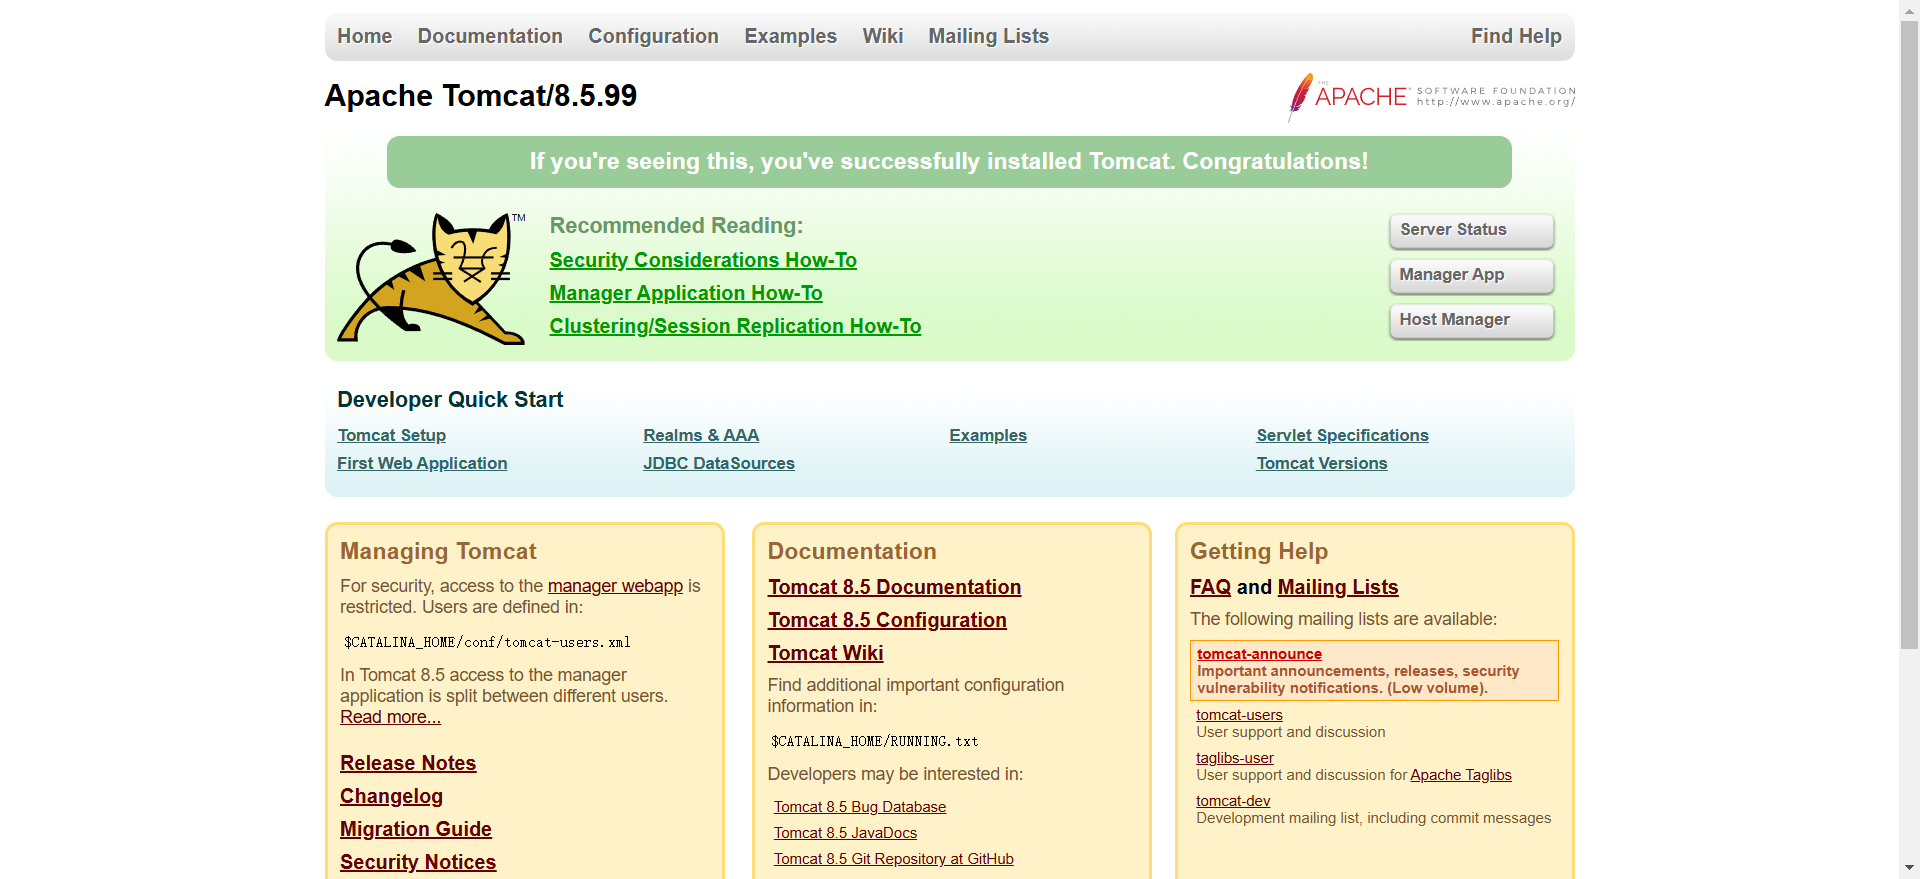 Home Documentation Configuration Examples Wiki Mailing Lists Find Help
Apache Tomcat/8.5.99
THE APACHE SOFTWARE FOUNDATION
http://www.apache.org/
If you're seeing this, you've successfully installed Tomcat. Congratulations!
TM
Recommended Reading:
Security Considerations How-To
Manager Application How-To
Clustering/Session Replication How-To
Server Status
Manager App
Host Manager
Developer Quick Start
Tomcat Setup
First Web Application
Realms & AAA
JDBC DataSources
Examples
Servlet Specifications
Tomcat Versions
Managing Tomcat
For security, access to the manager webapp is
restricted. Users are defined in:
$CATALINA_HOME/conf/tomcat-users.xml
In Tomcat 8.5 access to the manager
application is split between different users.
Read more...
Release Notes
Changelog
Migration Guide
Security Notices
Documentation
Tomcat 8.5 Documentation
Tomcat 8.5 Configuration
Tomcat Wiki
Find additional important configuration
information in:
$CATALINA_HOME/RUNNING.txt
Developers may be interested in:
Tomcat 8.5 Bug Database
Tomcat 8.5 JavaDocs
Tomcat 8.5 Git Repository at GitHub
Getting Help
FAQ and Mailing Lists
The following mailing lists are available:
tomcat-announce
Important announcements, releases, security
vulnerability notifications. (Low volume).
tomcat-users
User support and discussion
taglibs-user
User support and discussion for Apache Taglibs
tomcat-dev
Development mailing list, including commit messages